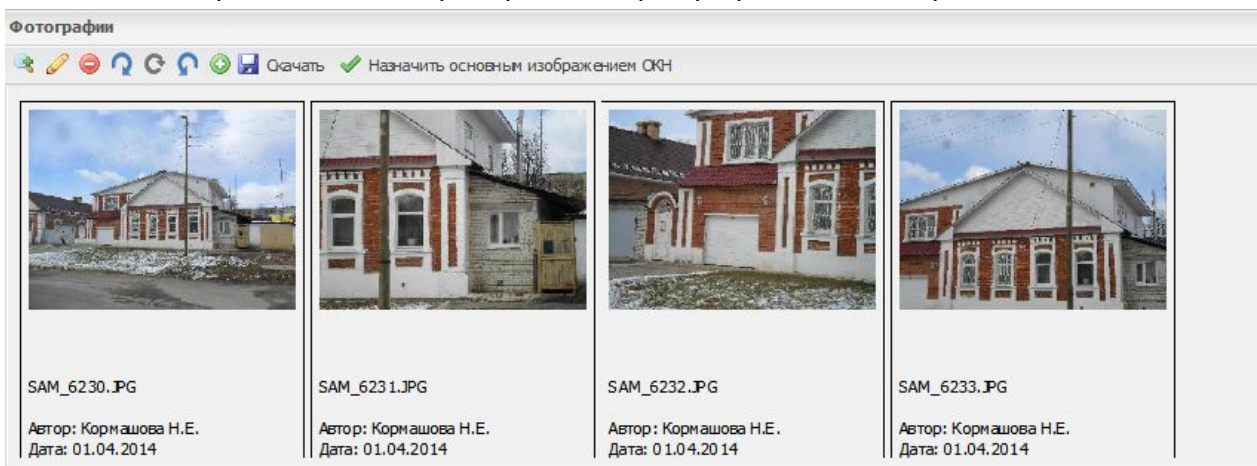 Фотографии
Скачать Назначить основным изображением ОКН
SAM_6230.JPG SAM_6231.JPG SAM_6232.JPG SAM_6233.JPG
Автор: Кормашова Н.Е. Автор: Кормашова Н.Е. Автор: Кормашова Н.Е. Автор: Кормашова Н.Е.
Дата: 01.04.2014 Дата: 01.04.2014 Дата: 01.04.2014 Дата: 01.04.2014